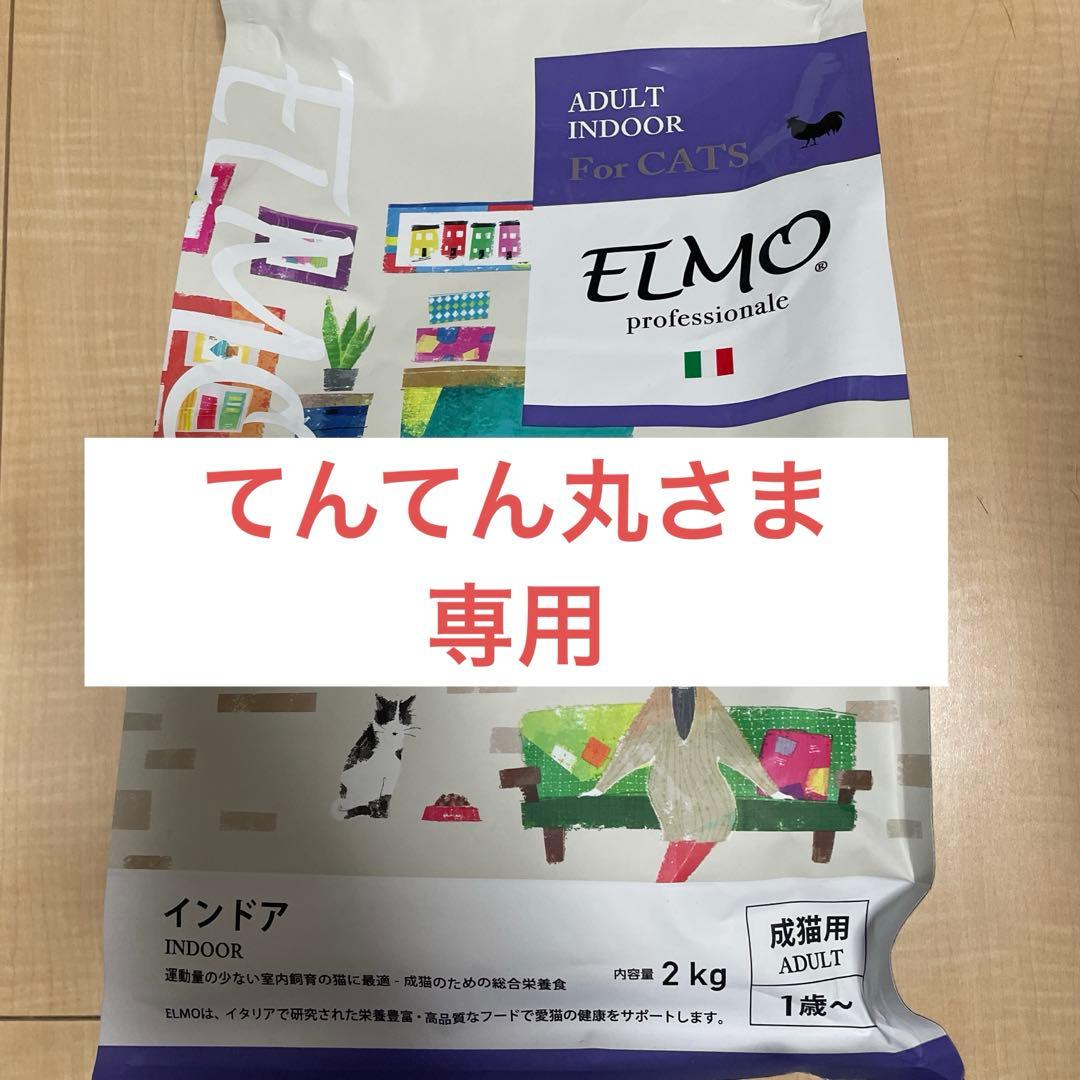 ELMO
ADULT
INDOOR
For CATS
ELMO®
professionale
てんてん丸さま
専用
インドア
INDOOR
運動量の少ない室内飼育の猫に最適 - 成猫のための総合栄養食
内容量 2 kg
ELMOは、イタリアで研究された栄養豊富・高品質なフードで愛猫の健康をサポートします。
成猫用
ADULT
1歳～